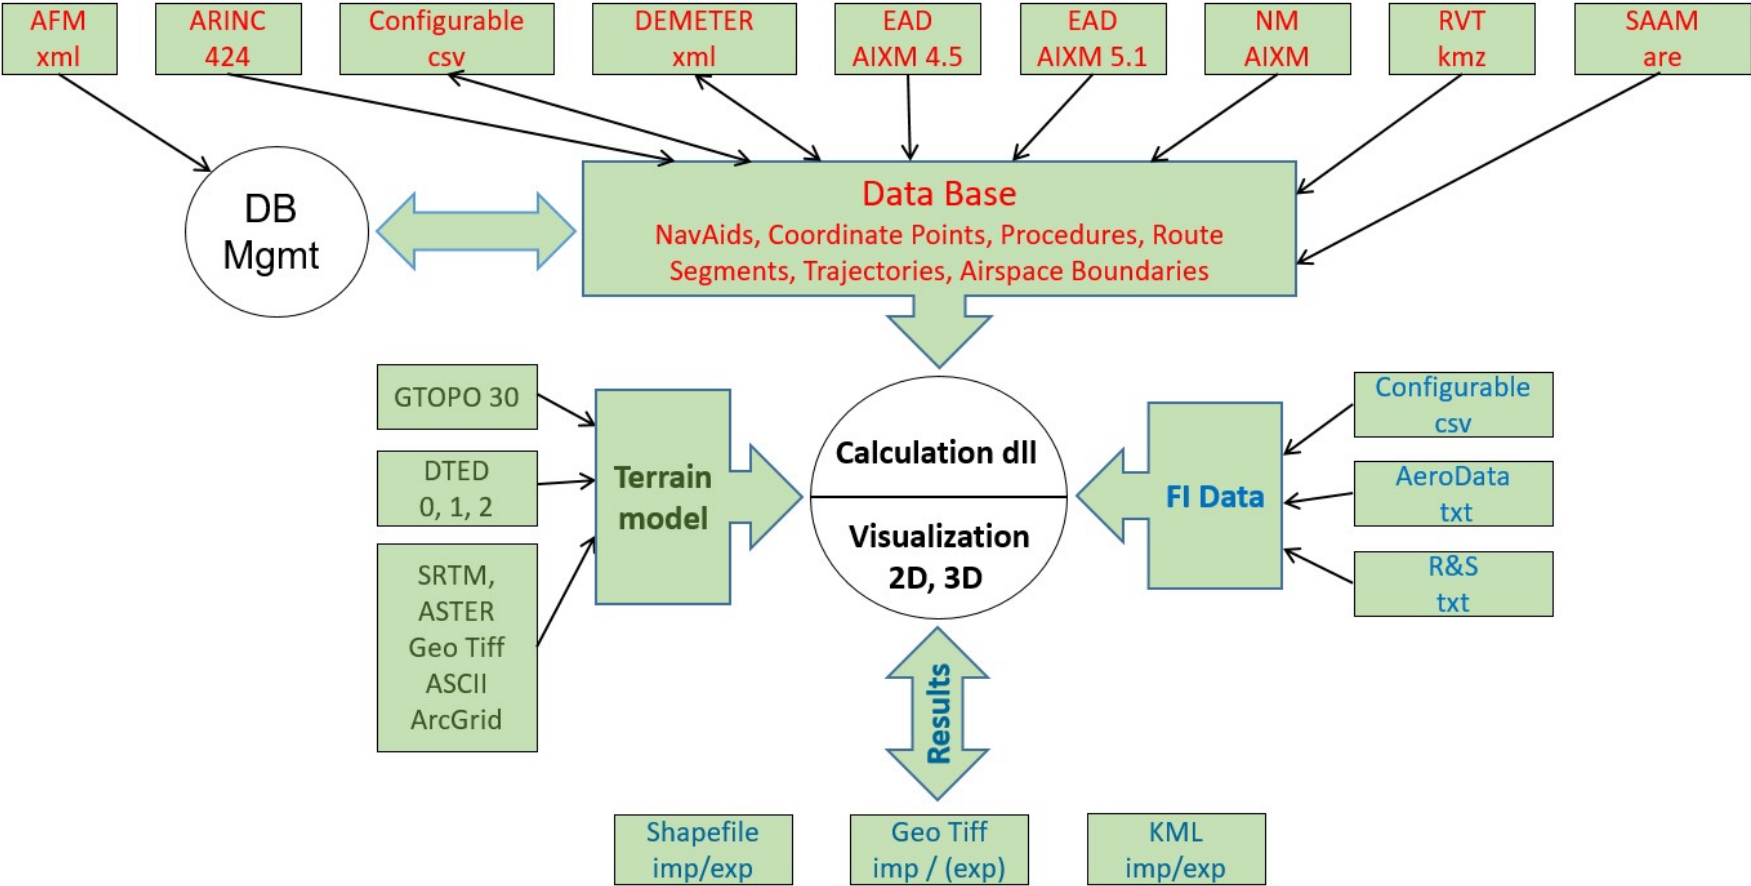 AFM
xml
ARINC
424
Configurable
csv
DEMETER
xml
EAD
AIXM 4.5
EAD
AIXM 5.1
NM
AIXM
RVT
kmz
SAAM
are
DB
Mgmt
Data Base
NavAids, Coordinate Points, Procedures, Route
Segments, Trajectories, Airspace Boundaries
GTOPO 30
DTED
0, 1, 2
SRTM,
ASTER
Geo Tiff
ASCII
ArcGrid
Terrain
model
Calculation dll
Visualization
2D, 3D
FI Data
Configurable
csv
AeroData
txt
R&S
txt
Results
Shapefile
imp/exp
Geo Tiff
imp / (exp)
KML
imp/exp